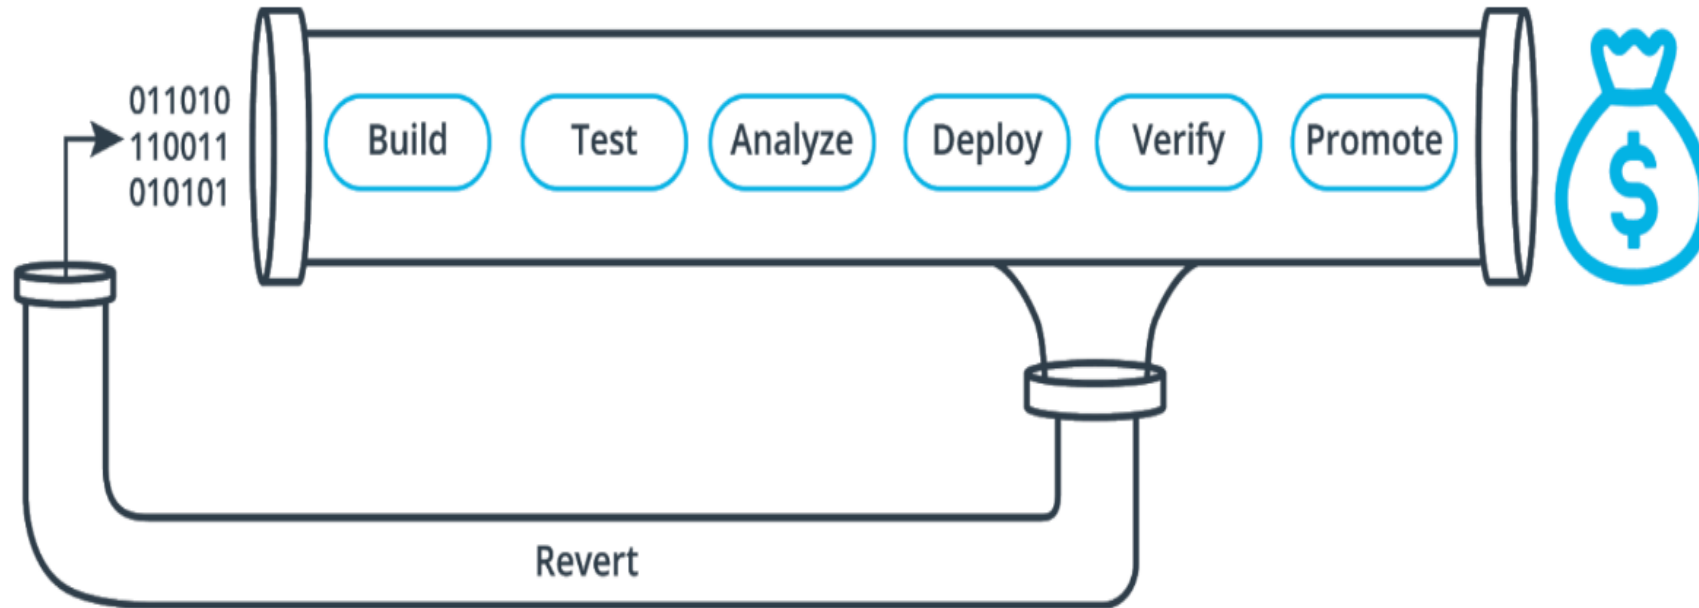 011010
110011
010101
Build Test Analyze Deploy Verify Promote
$
Revert